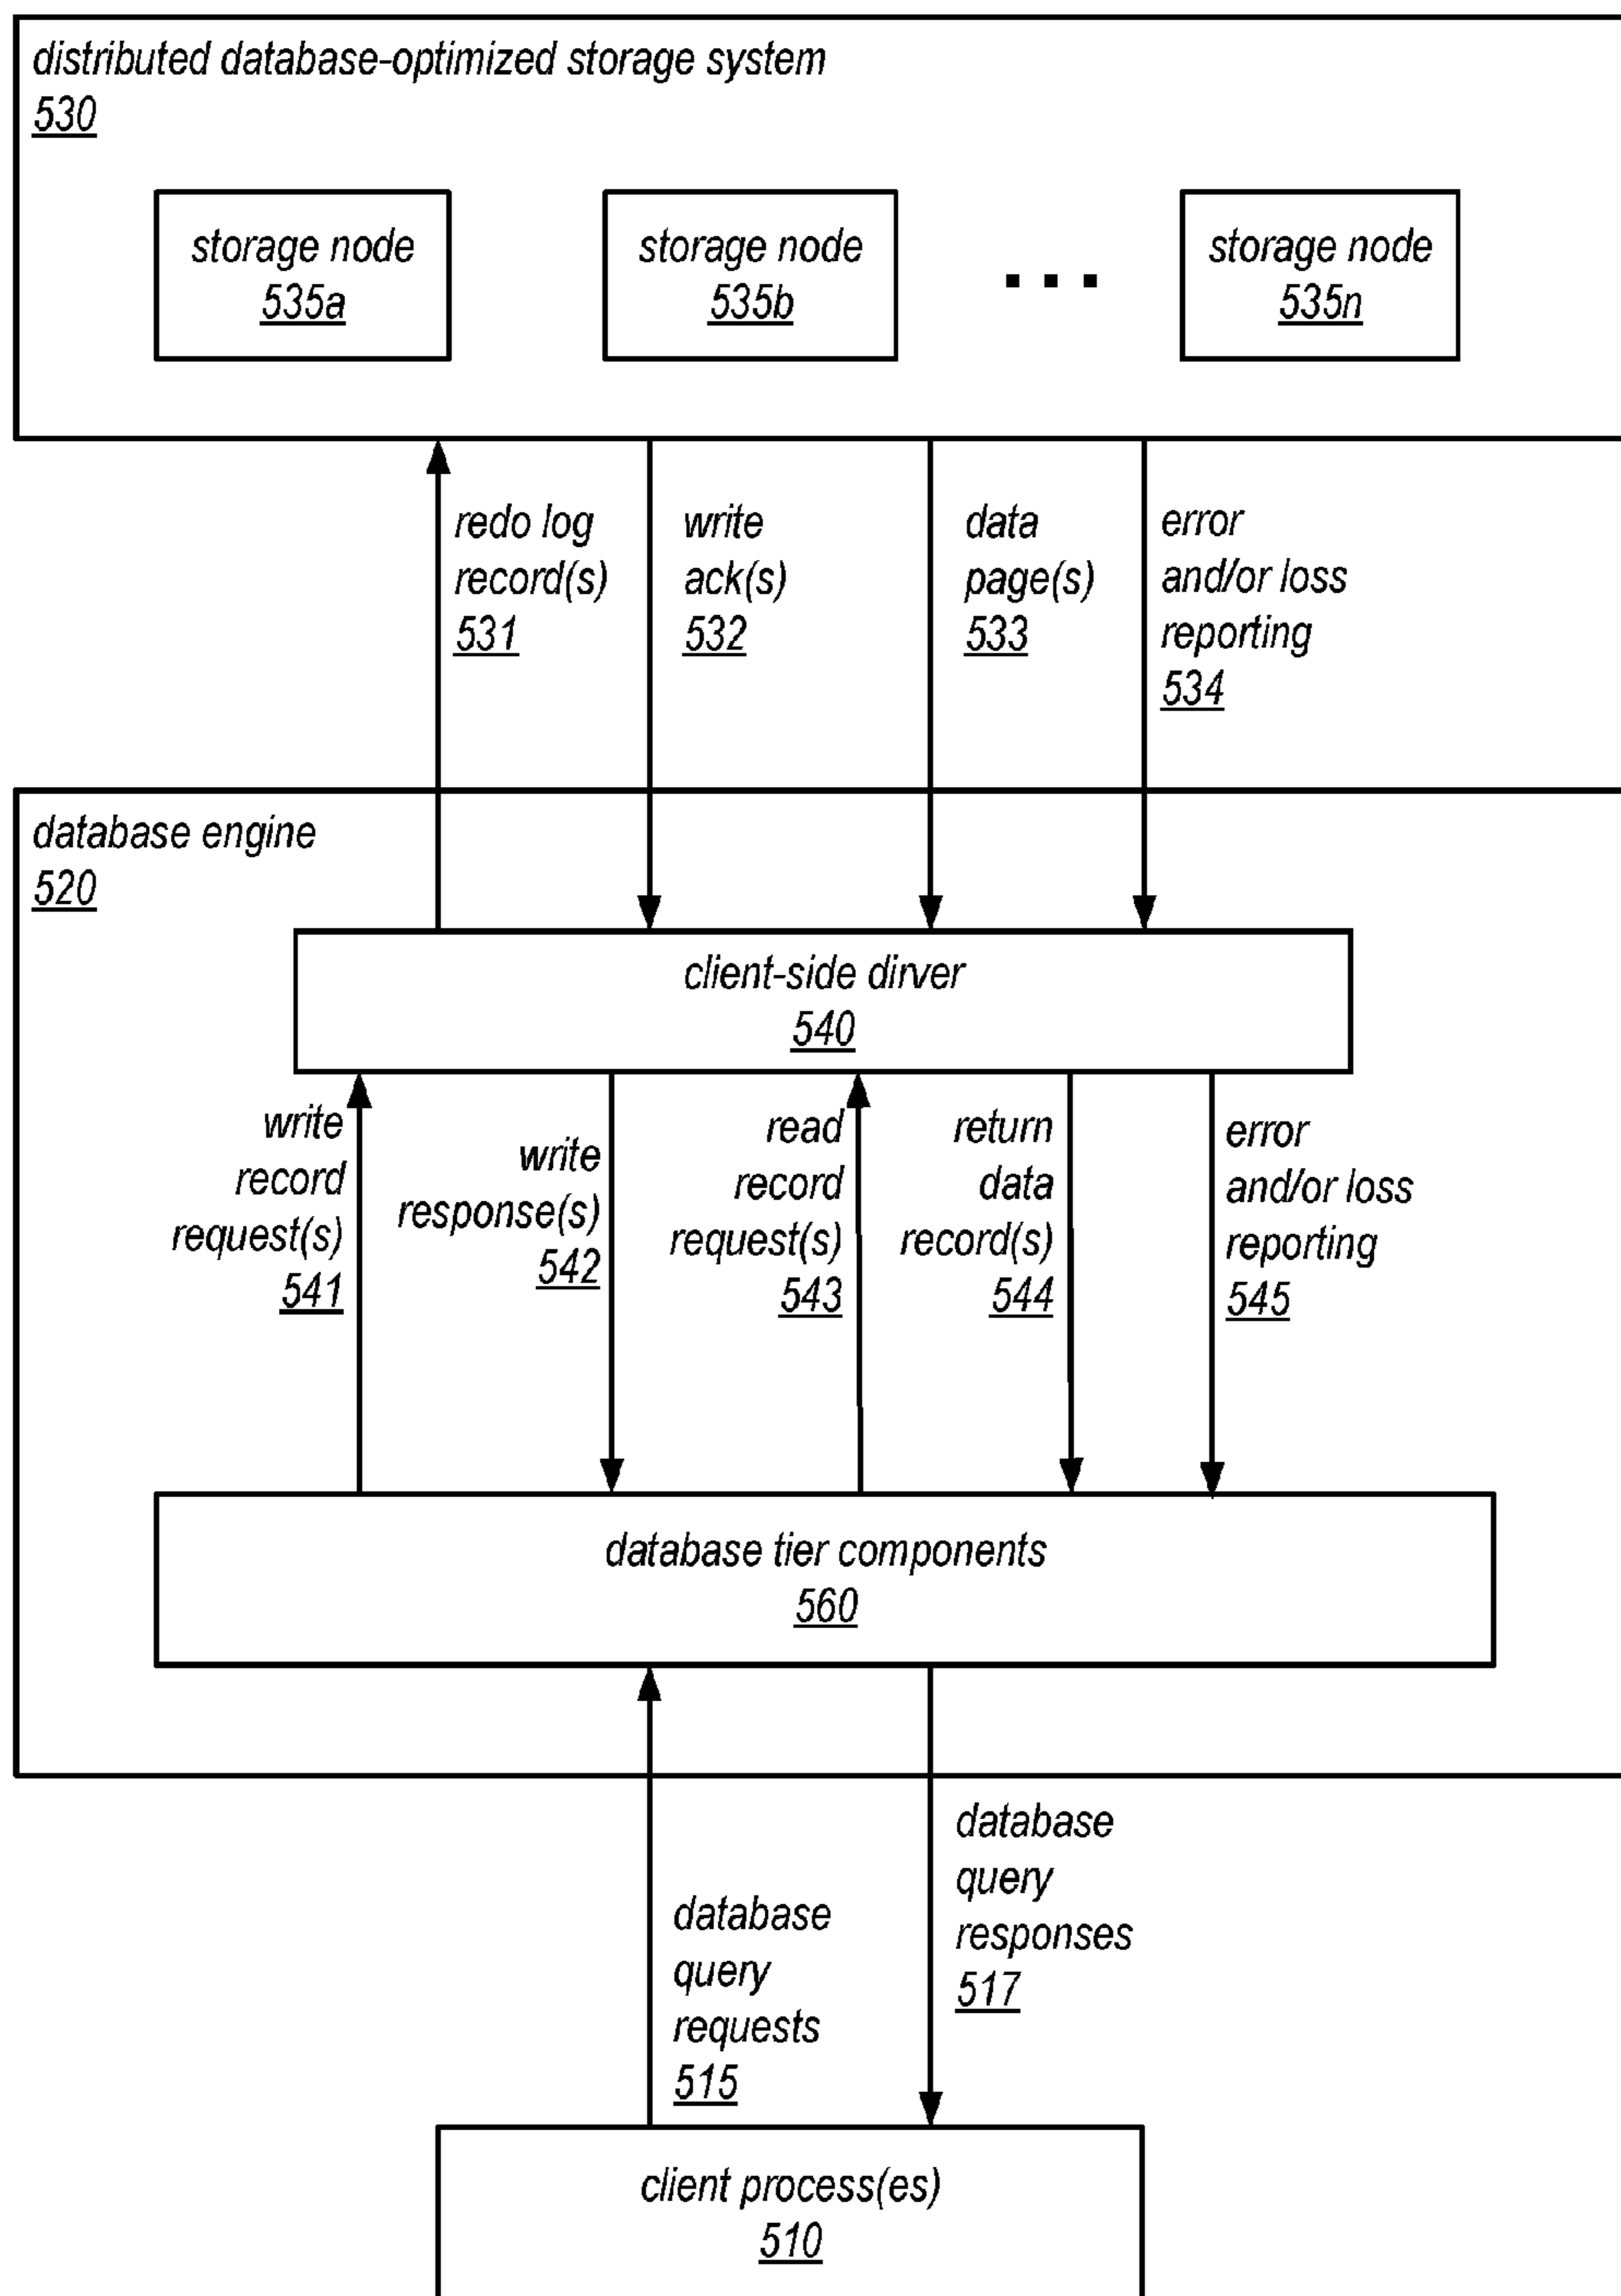 distributed database-optimized storage system
530
storage node
535a
storage node
535b
storage node
535n
redo log
record(s)
531
write
ack(s)
532
data
page(s)
533
error
and/or loss
reporting
534
database engine
520
client-side dirver
540
write
record
request(s)
541
write
response(s)
542
read
record
request(s)
543
return
data
record(s)
544
error
and/or loss
reporting
545
database tier components
560
database
query
requests
515
database
query
responses
517
client process(es)
510